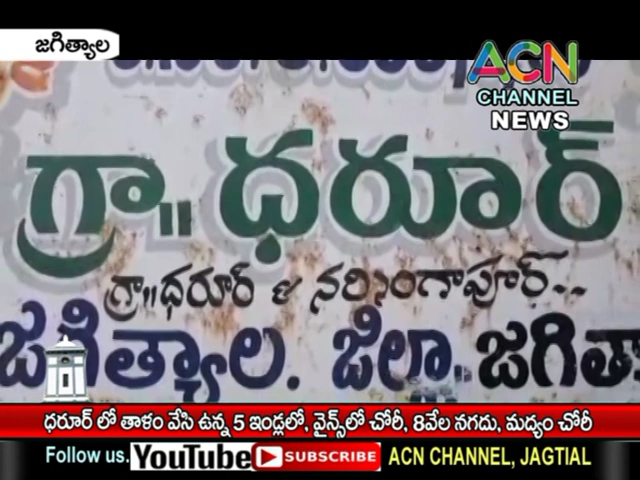 జగిత్యాల
ACN
CHANNEL
NEWS
గ్రా॥ ధరూర్
గ్రా॥ధరూర్ & నర్సింగాపూర్..
జగిత్యాల. జిల్లా..జగిత్యా
ధరూర్ లో తాళం వేసి ఉన్న 5 ఇండ్లలో, వైన్స్‌లో చోరీ, 8వేల నగదు, మద్యం చోరీ
Follow us. YouTube SUBSCRIBE ACN CHANNEL, JAGTIAL